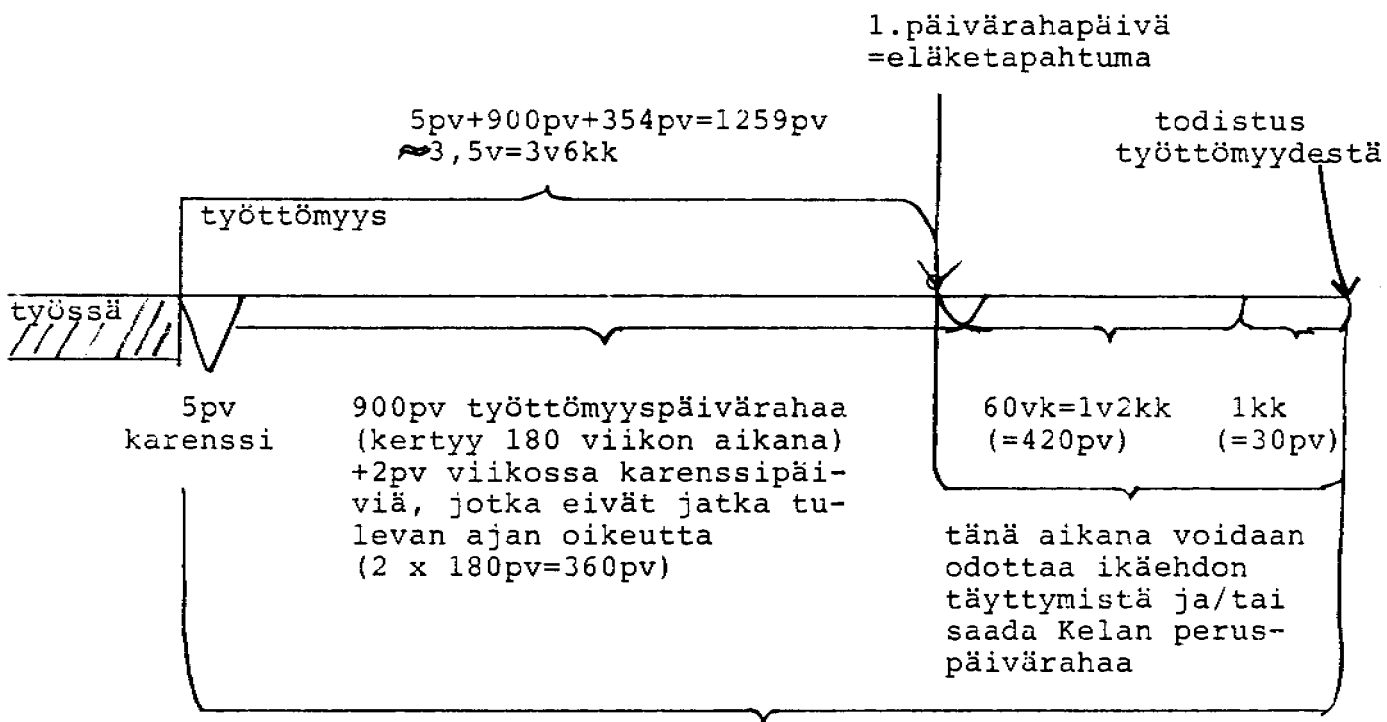 1.päivärahapäivä
=eläketapahtuma
5pv+900pv+354pv=1259pv
≈3,5v=3v6kk
todistus
työttömyydestä
työttömyys
työssä
5pv
karenssi
900pv työttömyyspäivärahaa
(kertyy 180 viikon aikana)
+2pv viikossa karenssipäi-
viä, jotka eivät jatka tu-
levan ajan oikeutta
(2 x 180pv=360pv)
60vk=1v2kk
(=420pv)
1kk
(=30pv)
tänä aikana voidaan
odottaa ikäehdon
täyttymistä ja/tai
saada Kelan perus-
päivärahaa